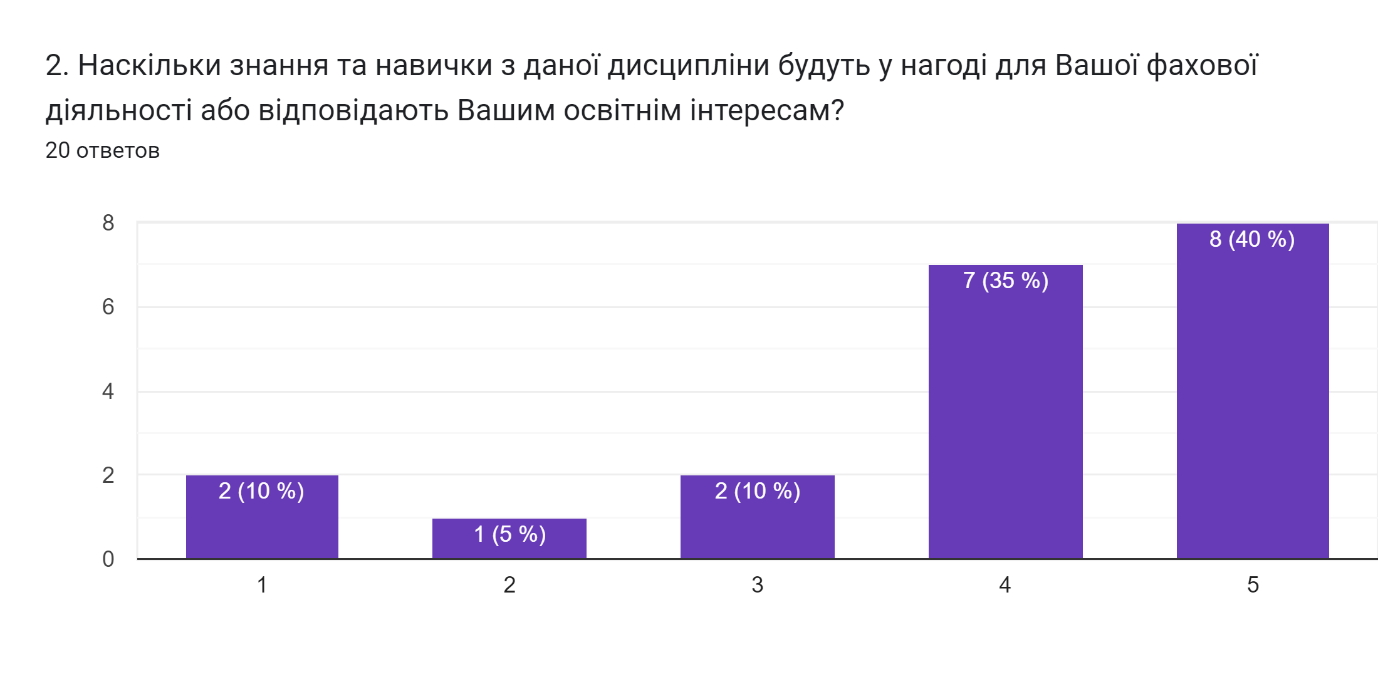 2. Наскільки знання та навички з даної дисципліни будуть у нагоді для Вашої фахової
діяльності або відповідають Вашим освітнім інтересам?
20 ответов
8
6
4
2
0
2 (10 %)
1 (5 %)
2 (10 %)
7 (35 %)
8 (40 %)
1
2
3
4
5